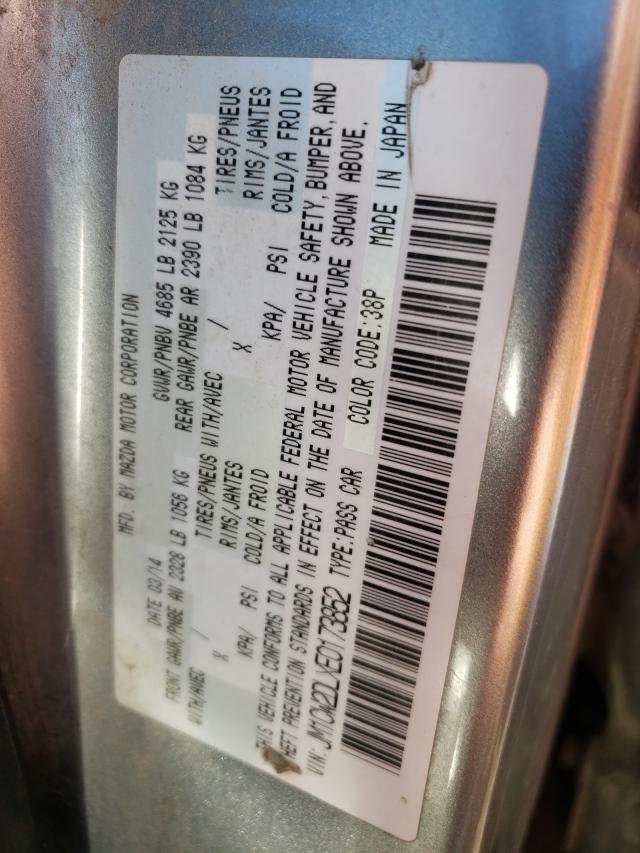 MFD. BY MAZDA MOTOR CORPORATION
DATE 03/14 GVWR/PNBV 4685 LB 2125 KG
FRONT GAWR/PNBE AV 2328 LB 1056 KG REAR GAWR/PNBE AR 2390 LB 1084 KG
WITH/AVEC / TIRES/PNEUS WITH/AVEC / TIRES/PNEUS
X RIMS/JANTES X RIMS/JANTES
KPA/ PSI COLD/A FROID KPA/ PSI COLD/A FROID
THIS VEHICLE CONFORMS TO ALL APPLICABLE FEDERAL MOTOR VEHICLE SAFETY, BUMPER, AND
THEFT PREVENTION STANDARDS IN EFFECT ON THE DATE OF MANUFACTURE SHOWN ABOVE.
VIN: JM1CW2DLXE0173852 TYPE:PASS CAR COLOR CODE:38P MADE IN JAPAN